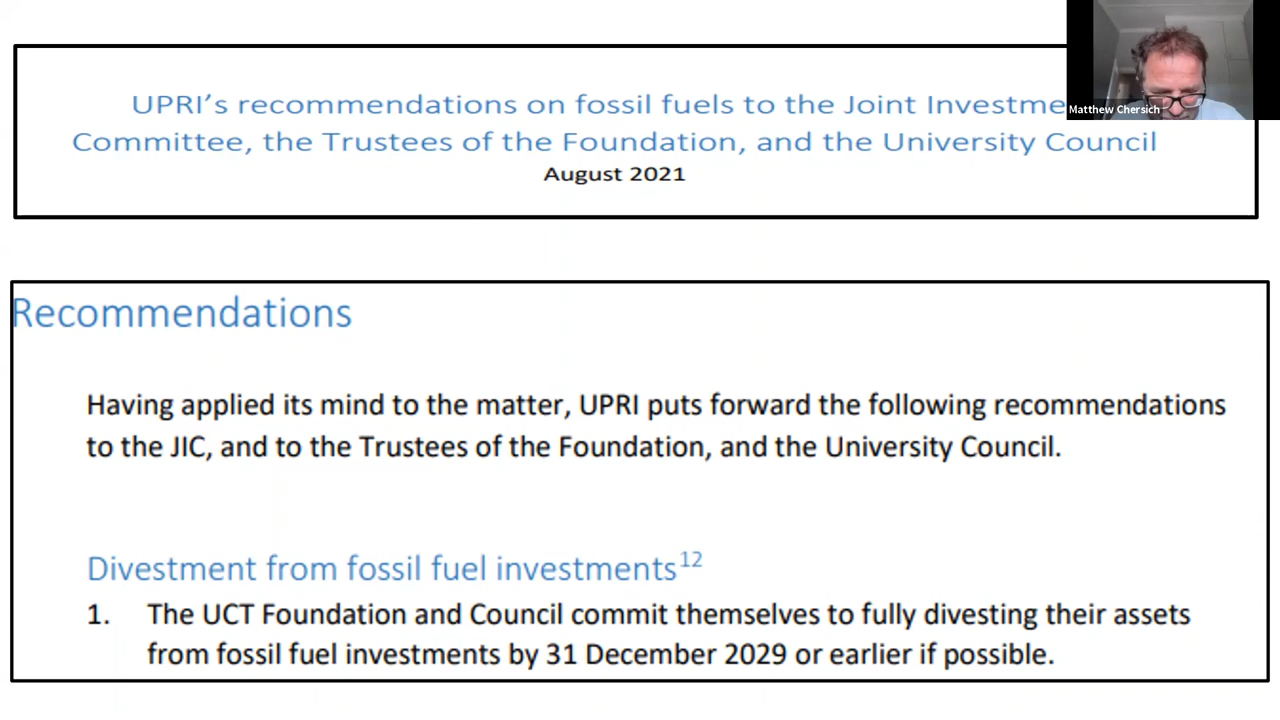 UPRI’s recommendations on fossil fuels to the Joint
Committee, the Trustees of the Foundation, and the University Council
August 2021
Matthew Chersich
Recommendations
Having applied its mind to the matter, UPRI puts forward the following recommendations
to the JIC, and to the Trustees of the Foundation, and the University Council.
Divestment from fossil fuel investments12
1. The UCT Foundation and Council commit themselves to fully divesting their assets
from fossil fuel investments by 31 December 2029 or earlier if possible.